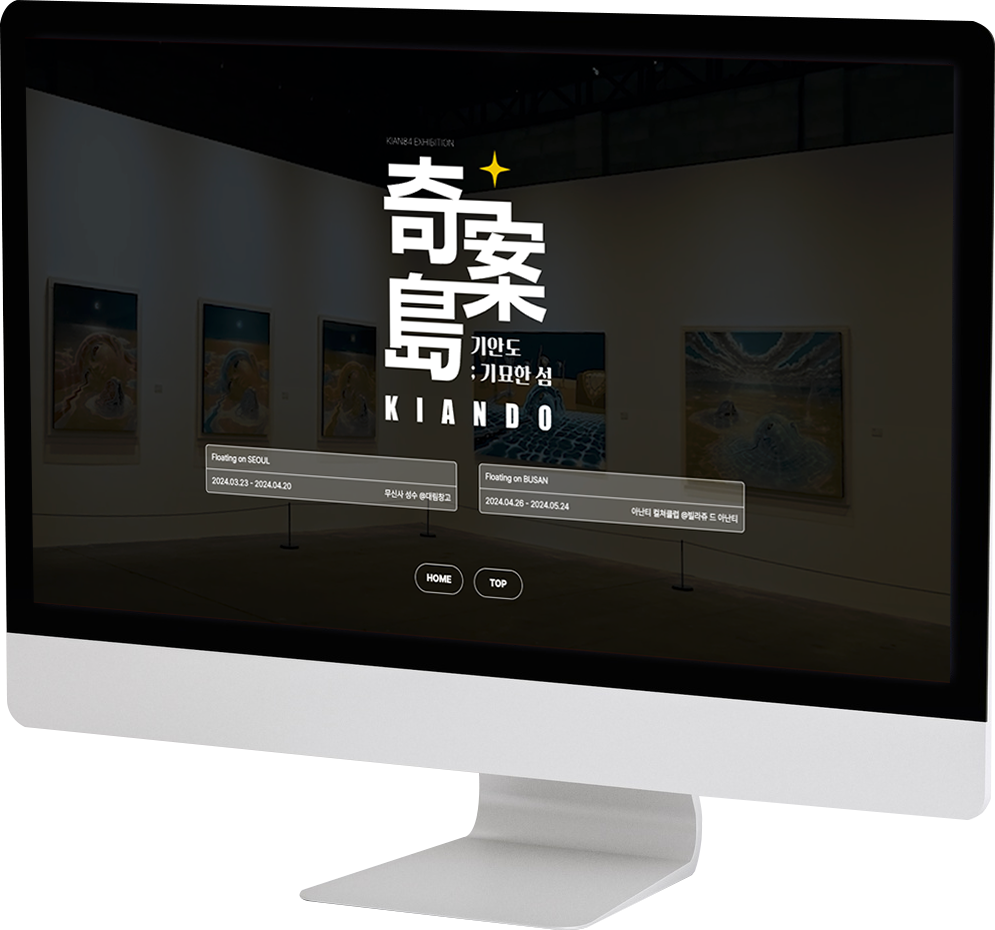 KIAN84 EXHIBITION
奇案島
기안도
: 기묘한 섬
KIANDO
Floating on SEOUL
2024.03.23 - 2024.04.20
무신사 성수 @대림창고
Floating on BUSAN
2024.04.26 - 2024.05.24
아난티 컬쳐클럽 @빌라쥬 드 아난티
HOME
TOP